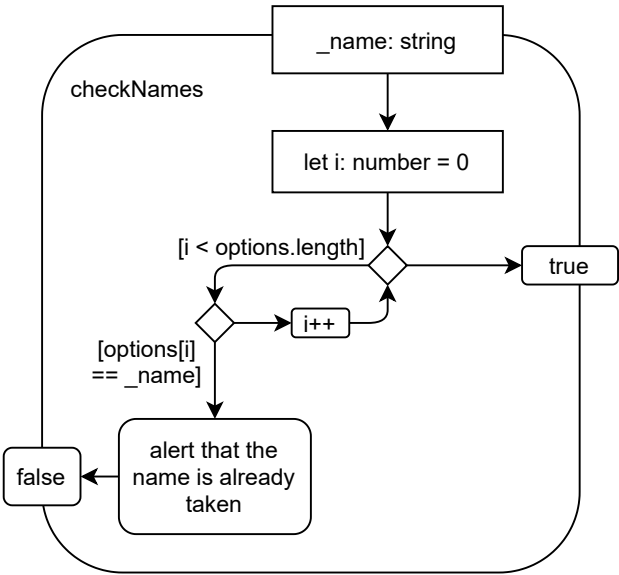 _name: string
checkNames
let i: number = 0
[i < options.length]
true
i++
[options[i]
== _name]
alert that the
name is already
taken
false